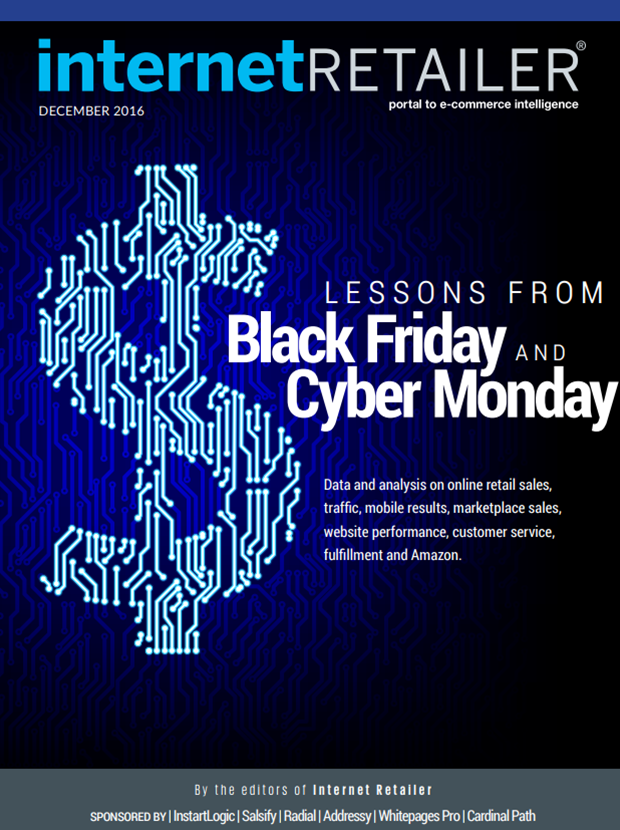 internetRETAILER®
DECEMBER 2016
portal to e-commerce intelligence
LESSONS FROM
Black Friday AND
Cyber Monday
Data and analysis on online retail sales,
traffic, mobile results, marketplace sales,
website performance, customer service,
fulfillment and Amazon.
By the editors of Internet Retailer
SPONSORED BY | InstartLogic | Salsify | Radial | Addressy | Whitepages Pro | Cardinal Path